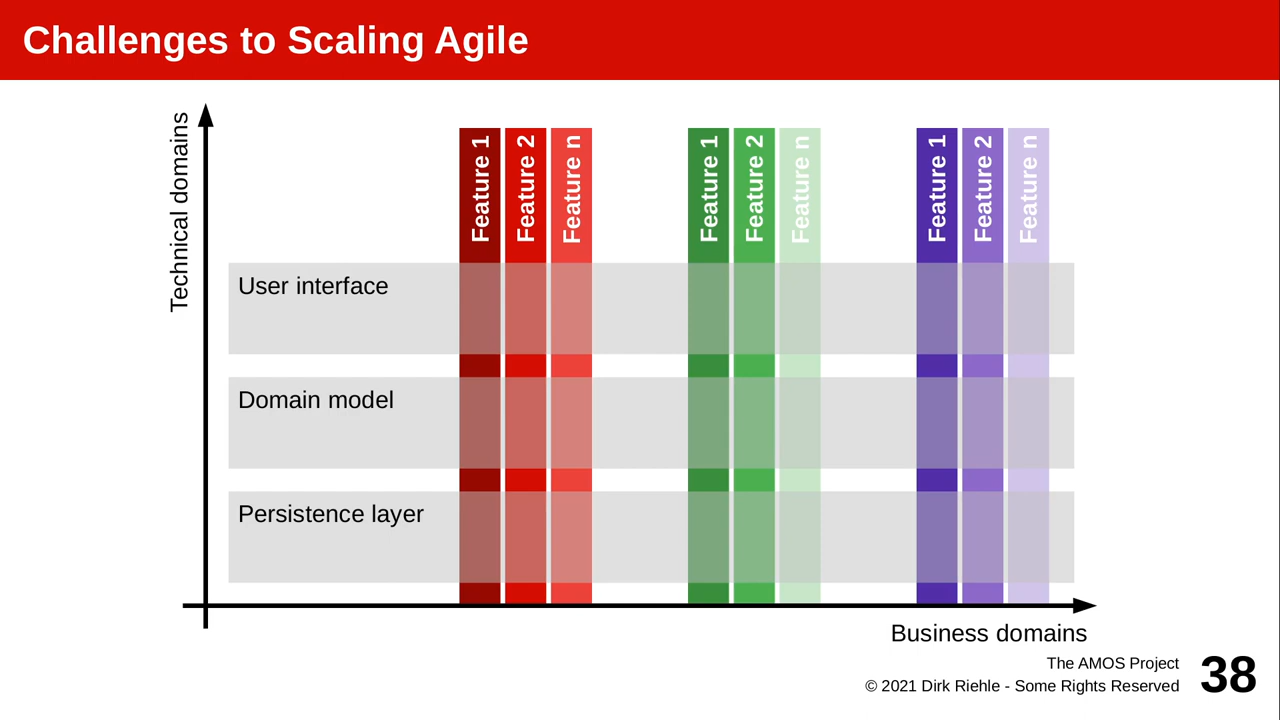 Challenges to Scaling Agile
Technical domains
Feature 1
Feature 2
Feature n
Feature 1
Feature 2
Feature n
Feature 1
Feature 2
Feature n
User interface
Domain model
Persistence layer
Business domains
The AMOS Project
© 2021 Dirk Riehle - Some Rights Reserved
38